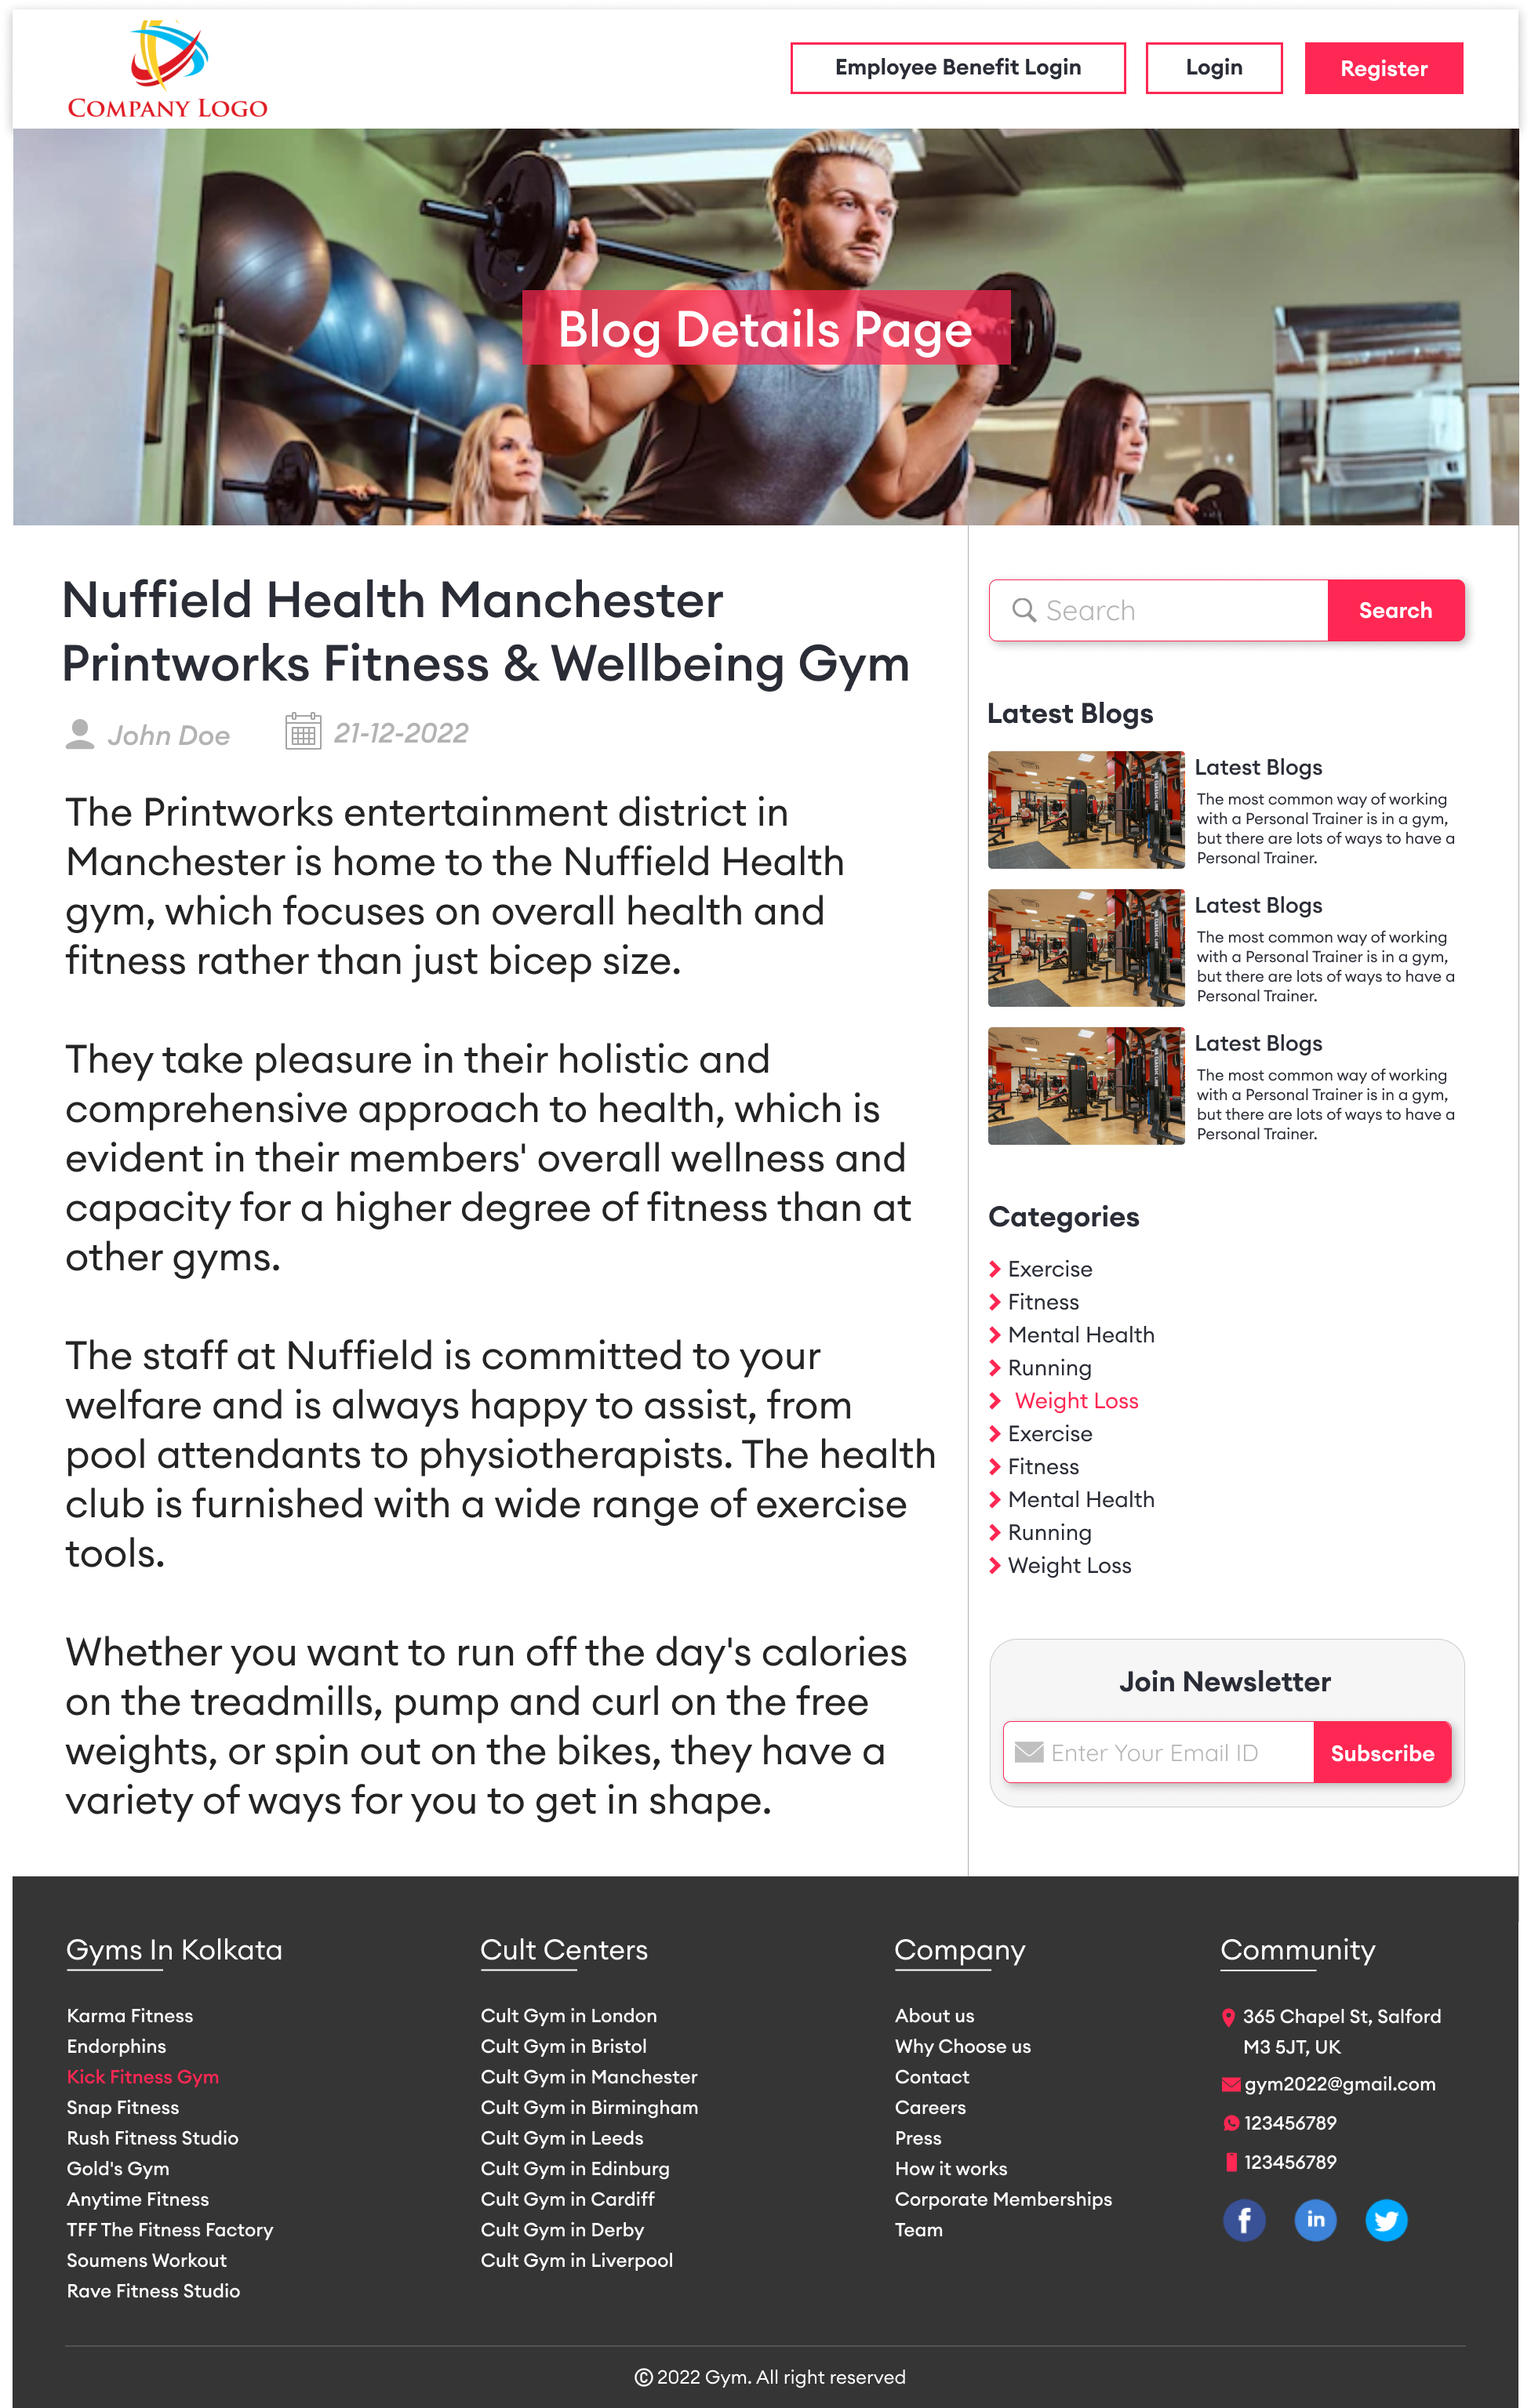 COMPANY LOGO
Employee Benefit Login
Login
Register
Blog Details Page
Nuffield Health Manchester
Printworks Fitness & Wellbeing Gym
John Doe
21-12-2022
The Printworks entertainment district in
Manchester is home to the Nuffield Health
gym, which focuses on overall health and
fitness rather than just bicep size.
They take pleasure in their holistic and
comprehensive approach to health, which is
evident in their members' overall wellness and
capacity for a higher degree of fitness than at
other gyms.
The staff at Nuffield is committed to your
welfare and is always happy to assist, from
pool attendants to physiotherapists. The health
club is furnished with a wide range of exercise
tools.
Whether you want to run off the day's calories
on the treadmills, pump and curl on the free
weights, or spin out on the bikes, they have a
variety of ways for you to get in shape.
Search
Search
Latest Blogs
Latest Blogs
The most common way of working
with a Personal Trainer is in a gym,
but there are lots of ways to have a
Personal Trainer.
Latest Blogs
The most common way of working
with a Personal Trainer is in a gym,
but there are lots of ways to have a
Personal Trainer.
Latest Blogs
The most common way of working
with a Personal Trainer is in a gym,
but there are lots of ways to have a
Personal Trainer.
Categories
Exercise
Fitness
Mental Health
Running
Weight Loss
Exercise
Fitness
Mental Health
Running
Weight Loss
Join Newsletter
Enter Your Email ID
Subscribe
Gyms In Kolkata
Karma Fitness
Endorphins
Kick Fitness Gym
Snap Fitness
Rush Fitness Studio
Gold's Gym
Anytime Fitness
TFF The Fitness Factory
Soumens Workout
Rave Fitness Studio
Cult Centers
Cult Gym in London
Cult Gym in Bristol
Cult Gym in Manchester
Cult Gym in Birmingham
Cult Gym in Leeds
Cult Gym in Edinburg
Cult Gym in Cardiff
Cult Gym in Derby
Cult Gym in Liverpool
Company
About us
Why Choose us
Contact
Careers
Press
How it works
Corporate Memberships
Team
Community
365 Chapel St, Salford
M3 5JT, UK
gym2022@gmail.com
123456789
123456789
© 2022 Gym. All right reserved